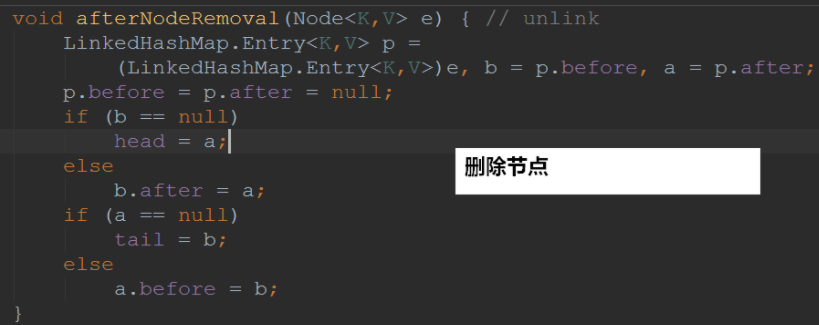 void afterNodeRemoval(Node<K,V> e) { // unlink
LinkedHashMap.Entry<K,V> p =
(LinkedHashMap.Entry<K,V>)e, b = p.before, a = p.after;
p.before = p.after = null;
if (b == null)
head = a;
else
删除节点
b.after = a;
if (a == null)
tail = b;
else
a.before = b;
}